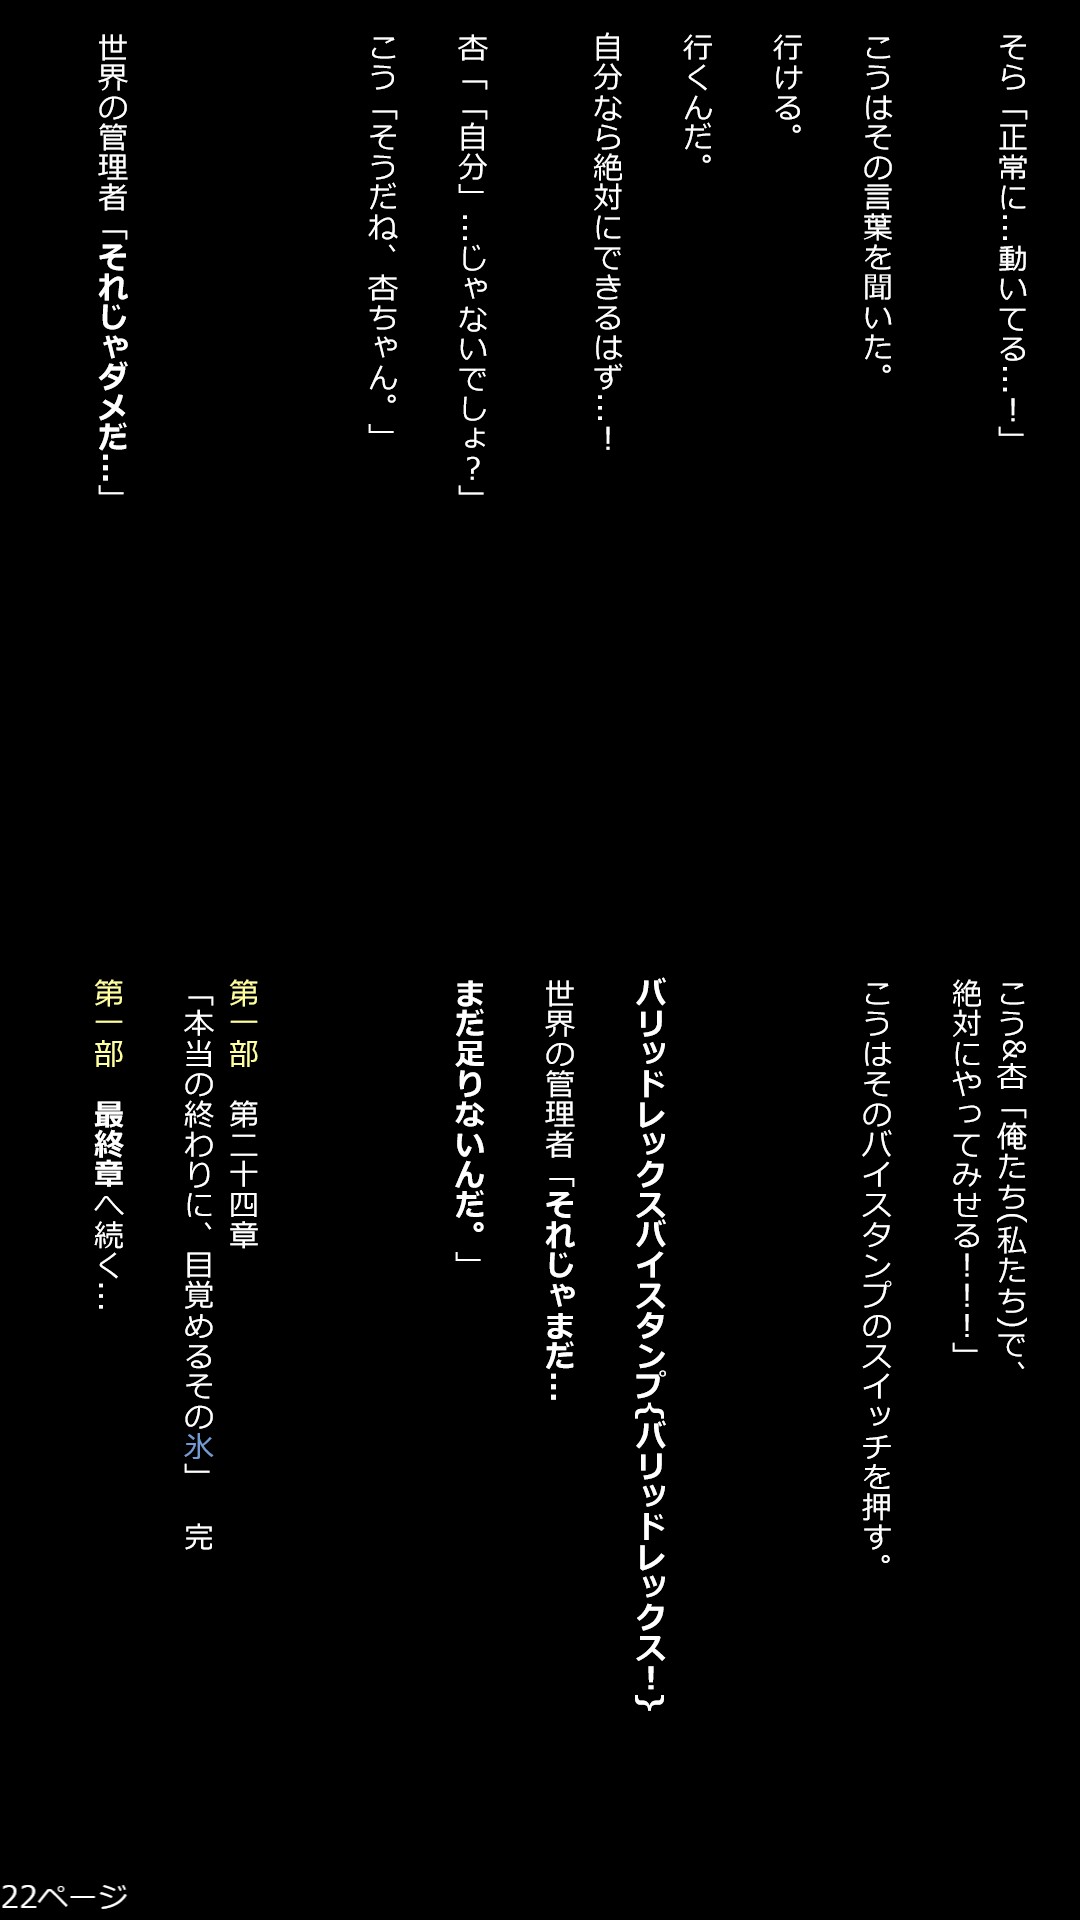 そら「正常に…動いてる…！」
こうはその言葉を聞いた。
行ける。
行くんだ。
自分なら絶対にできるはず…！
杏「「自分」…じゃないでしょ？」
こう「そうだね、杏ちゃん。」
世界の管理者「それじゃダメだ…」
こう&杏「俺たち(私たち)で、
絶対にやってみせる！！！」
こうはそのバイスタンプのスイッチを押す。
バリッドレックスバイスタンプ{バリッドレックス！}
世界の管理者「それじゃまだ…
まだ足りないんだ。」
第一部　第二十四章
「本当の終わりに、目覚めるその氷」　完
第一部　最終章へ続く…
22ページ